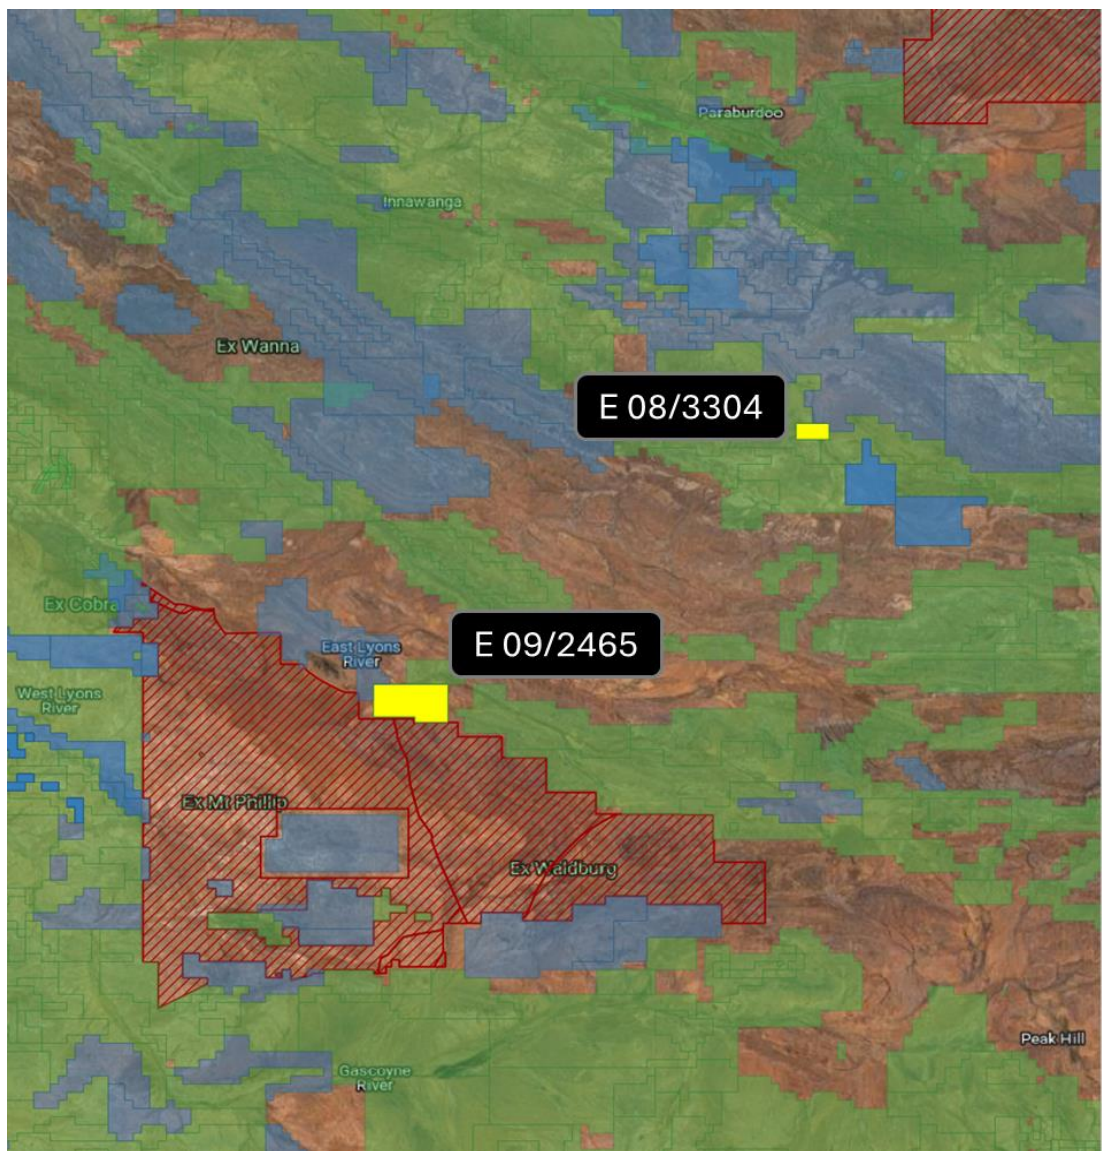 Paraburdoo
Innawanga
Ex Wanna
E 08/3304
Ex Cobra
E 09/2465
East Lyons
River
West Lyons
River
Ex Mt Phillip
Ex Waldburg
Peak Hill
Gascoyne
River